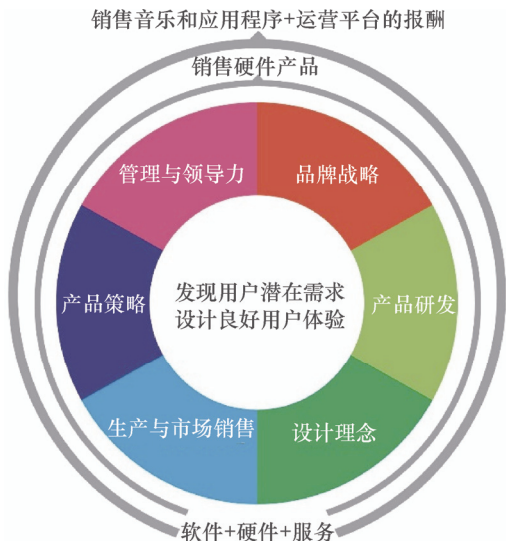 销售音乐和应用程序+运营平台的报酬
销售硬件产品
管理与领导力
品牌战略
产品策略
发现用户潜在需求
设计良好用户体验
产品研发
生产与市场销售
设计理念
软件+硬件+服务